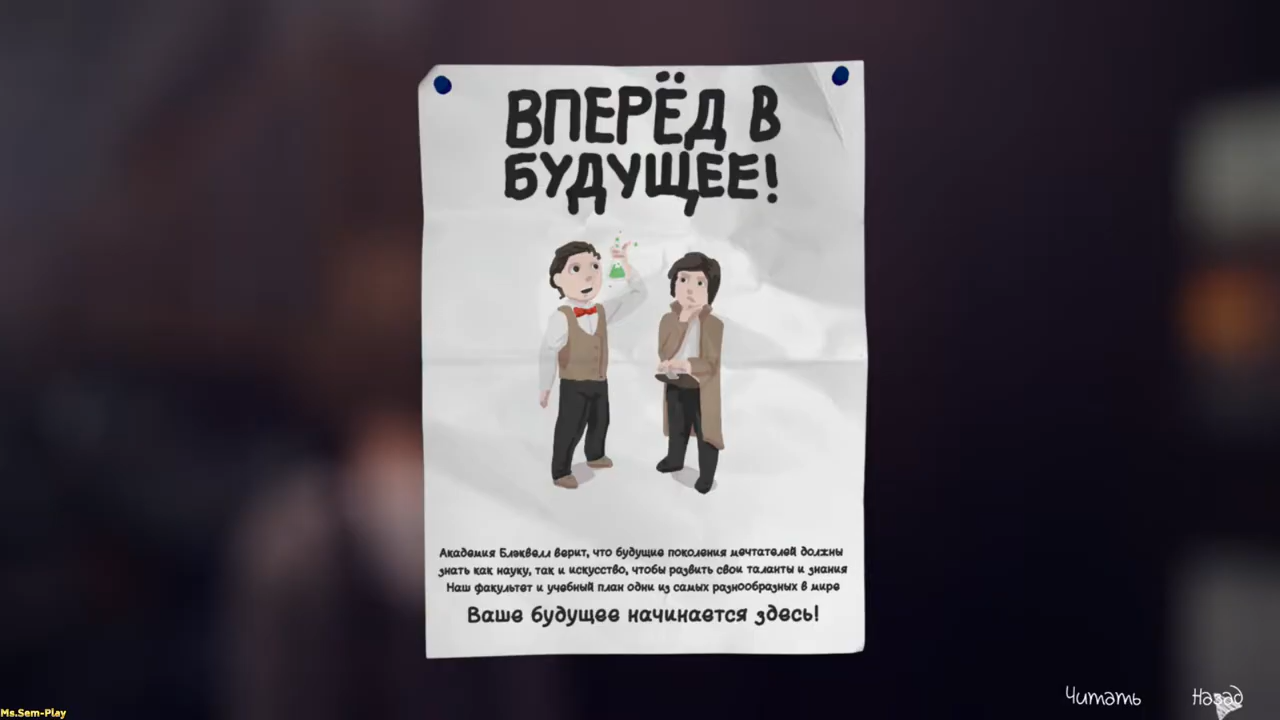 ВПЕРЁД В
БУДУЩЕЕ!
Академия Блэквелл верит, что будущие поколения мечтателей должны
знать как науку, так и искусство, чтобы развить свои таланты и знания
Наш факультет и учебный план одни из самых разнообразных в мире
Ваше будущее начинается здесь!
Читать
Назад
Ms.Sem-Play